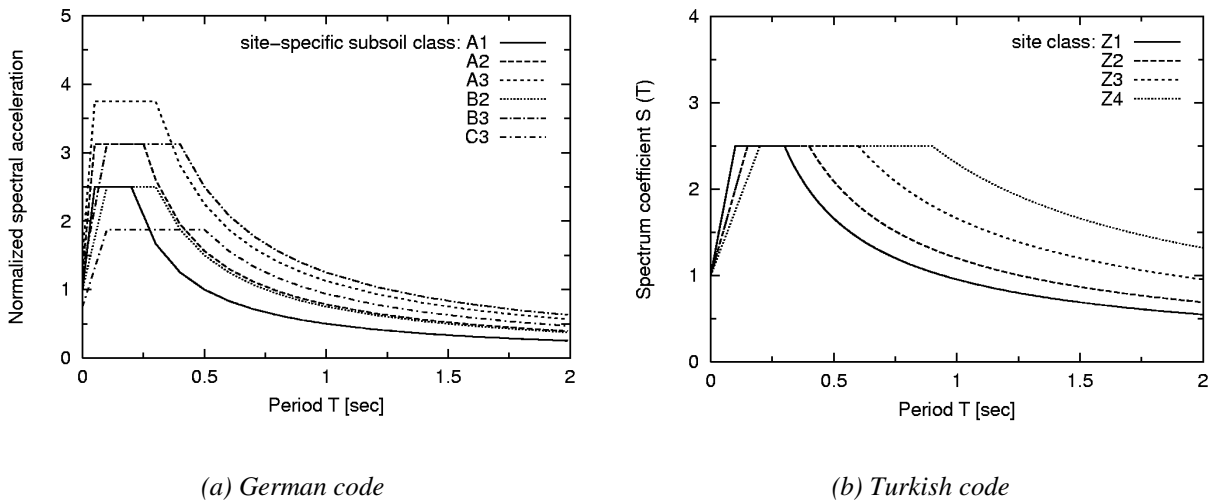 5
4
3
2
1
0
Normalized spectral acceleration
site-specific subsoil class: A1
A2
A3
B2
B3
C3
0 0.5 1 1.5 2
Period T [sec]
(a) German code
4
3
2
1
0
Spectrum coefficient S (T)
site class: Z1
Z2
Z3
Z4
0 0.5 1 1.5 2
Period T [sec]
(b) Turkish code